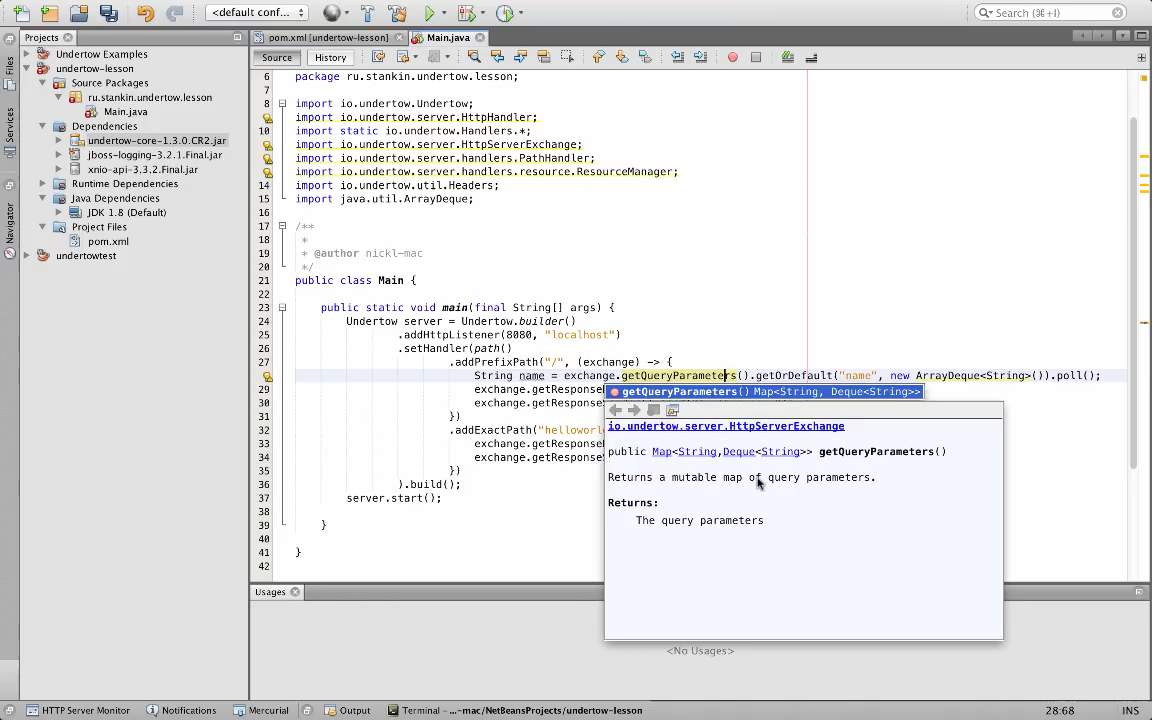 <default conf...
Search (⌘+I)
Projects
pom.xml [undertow-lesson]
Main.java
Source
History
Files
Services
Navigator
Undertow Examples
undertow-lesson
Source Packages
ru.stankin.undertow.lesson
Main.java
Dependencies
undertow-core-1.3.0.CR2.jar
jboss-logging-3.2.1.Final.jar
xnio-api-3.3.2.Final.jar
Runtime Dependencies
Java Dependencies
JDK 1.8 (Default)
Project Files
pom.xml
undertowtest
6 package ru.stankin.undertow.lesson;
7
8 import io.undertow.Undertow;
import io.undertow.server.HttpHandler;
10 import static io.undertow.Handlers.*;
import io.undertow.server.HttpServerExchange;
import io.undertow.server.handlers.PathHandler;
import io.undertow.server.handlers.resource.ResourceManager;
14 import io.undertow.util.Headers;
15 import java.util.ArrayDeque;
16
17 /**
18 *
19 * @author nickl-mac
20 */
21 public class Main {
22
23 public static void main(final String[] args) {
24 Undertow server = Undertow.builder()
25 .addHttpListener(8080, "localhost")
26 .setHandler(path()
27 .addPrefixPath("/", (exchange) -> {
String name = exchange.getQueryParameters().getOrDefault("name", new ArrayDeque<String>()).poll();
29 exchange.getResponse
30 exchange.getResponse
31 })
32 .addExactPath("hellowor
33 exchange.getResponse
34 exchange.getResponse
35 })
36 ).build();
37 server.start();
38
39 }
40
41 }
42
getQueryParameters() Map<String, Deque<String>>
io.undertow.server.HttpServerExchange
public Map<String,Deque<String>> getQueryParameters()
Returns a mutable map of query parameters.
Returns:
The query parameters
Usages
<No Usages>
HTTP Server Monitor
Notifications
Mercurial
Output
Terminal - ...-mac/NetBeansProjects/undertow-lesson
28:68
INS